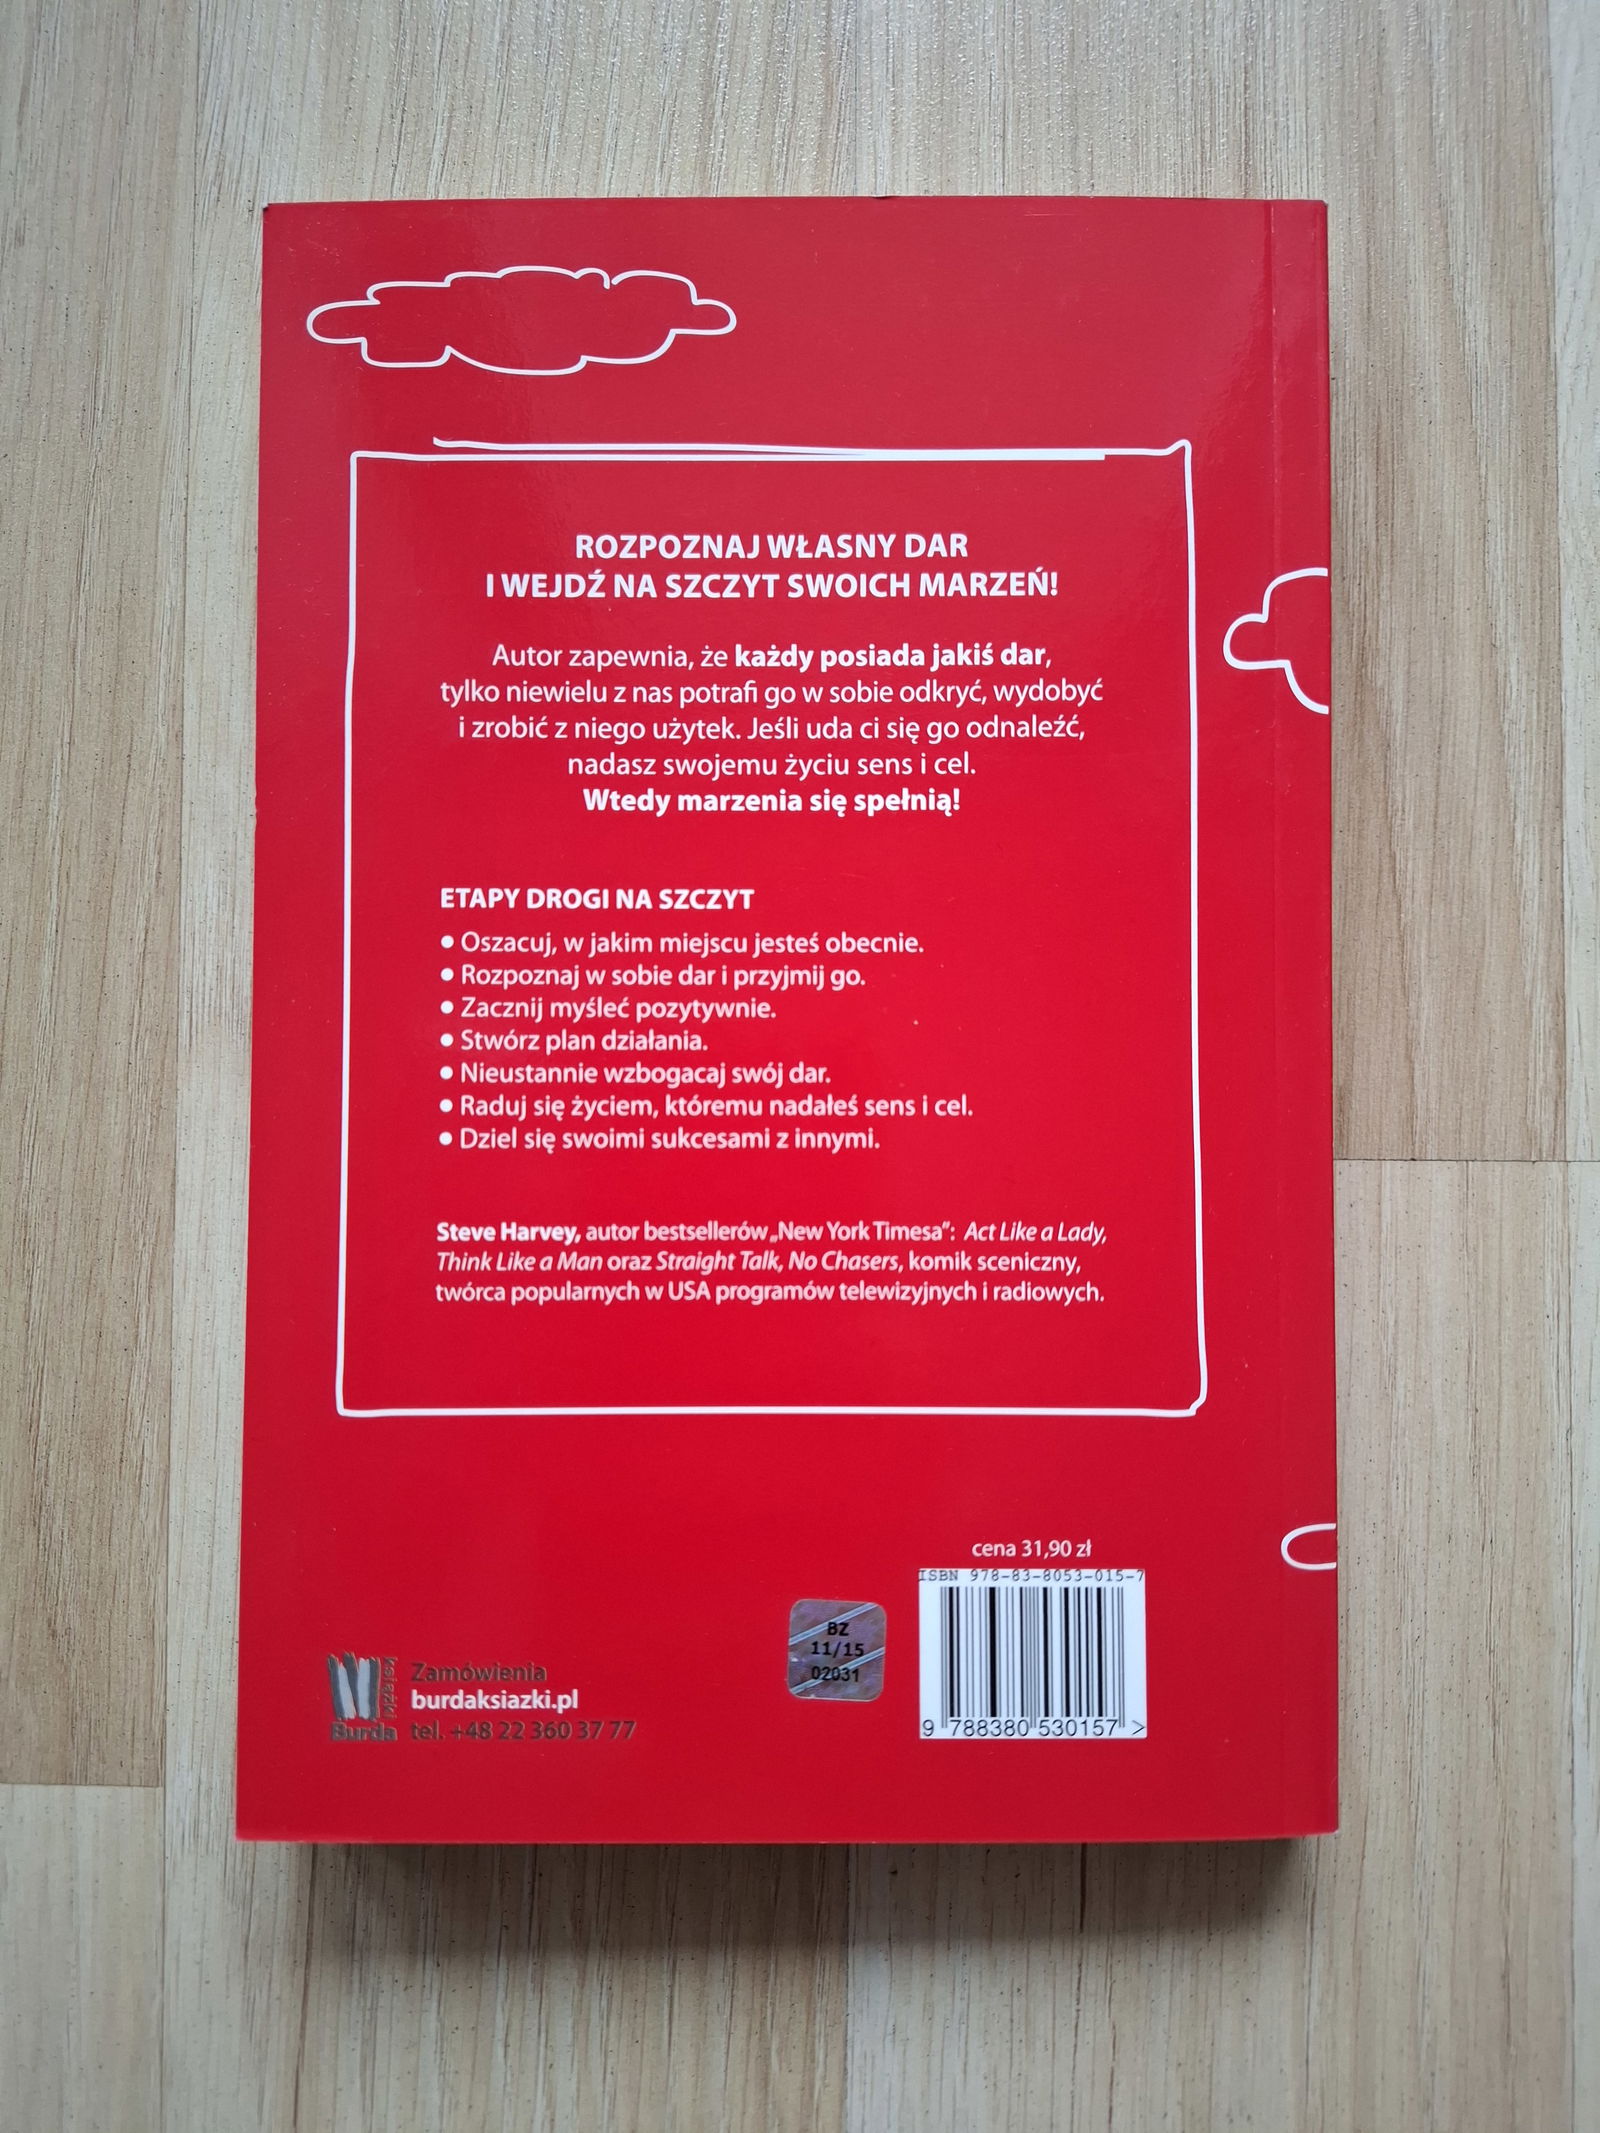 ROZPOZNAJ WŁASNY DAR
I WEJDŹ NA SZCZYT SWOICH MARZEŃ!
Autor zapewnia, że każdy posiada jakiś dar,
tylko niewielu z nas potrafi go w sobie odkryć, wydobyć
i zrobić z niego użytek. Jeśli uda ci się go odnaleźć,
nadasz swojemu życiu sens i cel.
Wtedy marzenia się spełnią!
ETAPY DROGI NA SZCZYT
• Oszacuj, w jakim miejscu jesteś obecnie.
• Rozpoznaj w sobie dar i przyjmij go.
• Zacznij myśleć pozytywnie.
• Stwórz plan działania.
• Nieustannie wzbogacaj swój dar.
• Raduj się życiem, któremu nadałeś sens i cel.
• Dziel się swoimi sukcesami z innymi.
Steve Harvey, autor bestsellerów „New York Timesa”: Act Like a Lady,
Think Like a Man oraz Straight Talk, No Chasers, komik sceniczny,
twórca popularnych w USA programów telewizyjnych i radiowych.
cena 31,90 zł
ISBN 978-83-8053-015-7
9 788380 530157 >
BZ
11/15
02031
książki
Burda
Zamówienia
burdaksiazki.pl
tel. +48 22 360 37 77